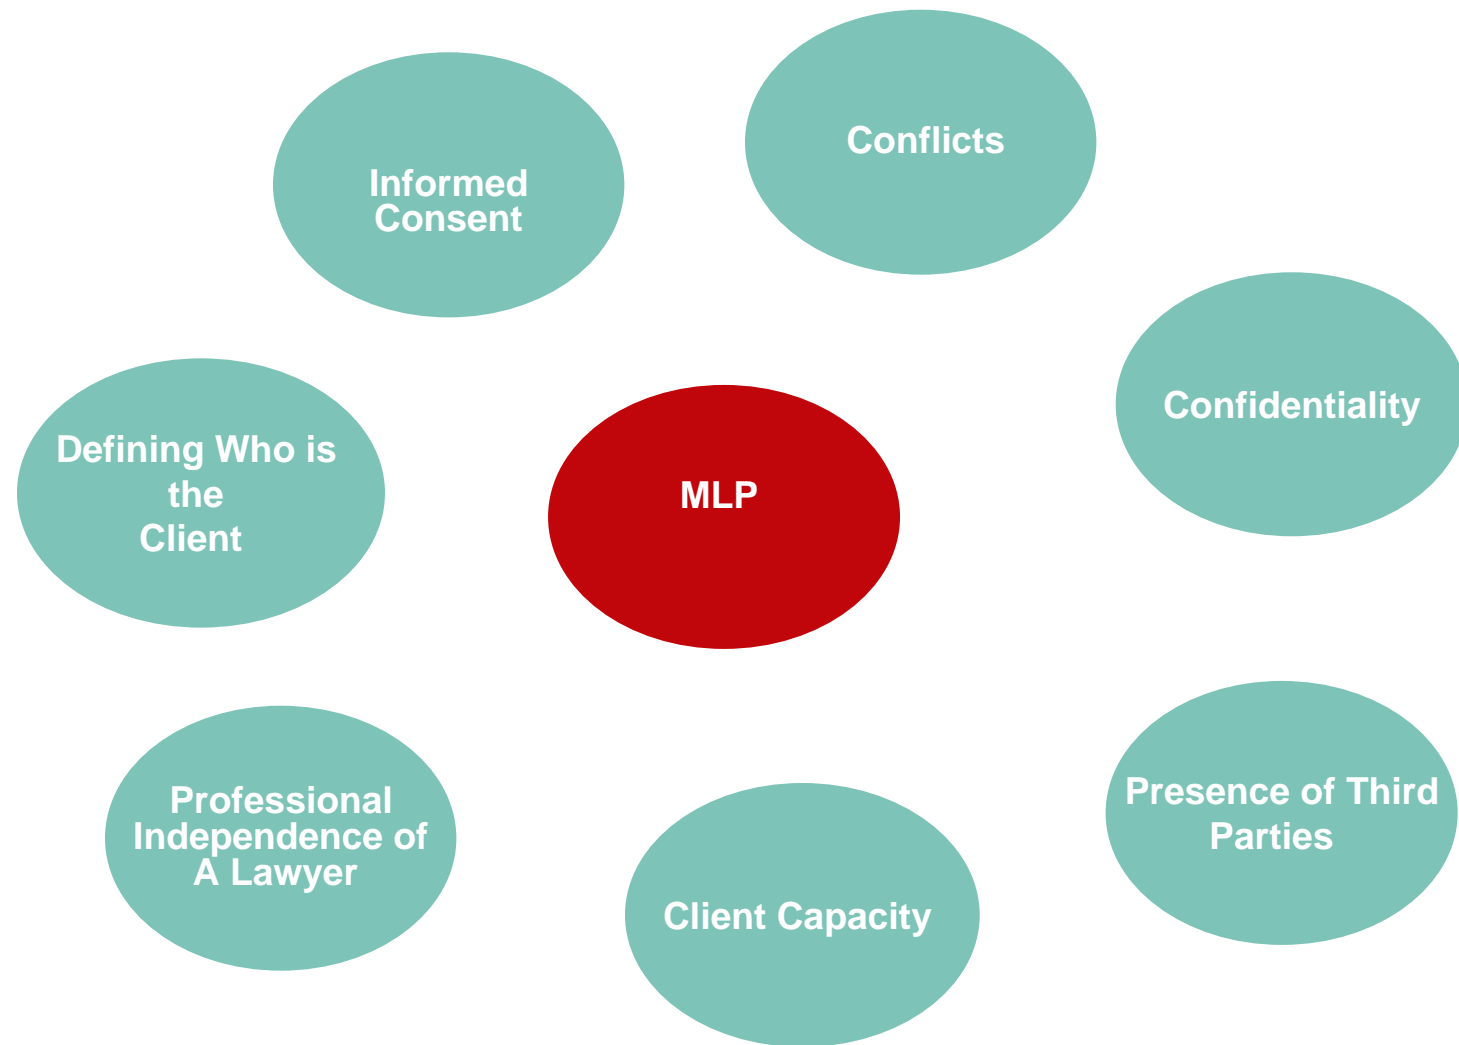 Conflicts
Informed
Consent
Confidentiality
Defining Who is
the
Client
MLP
Presence of Third
Parties
Professional
Independence of
A Lawyer
Client Capacity